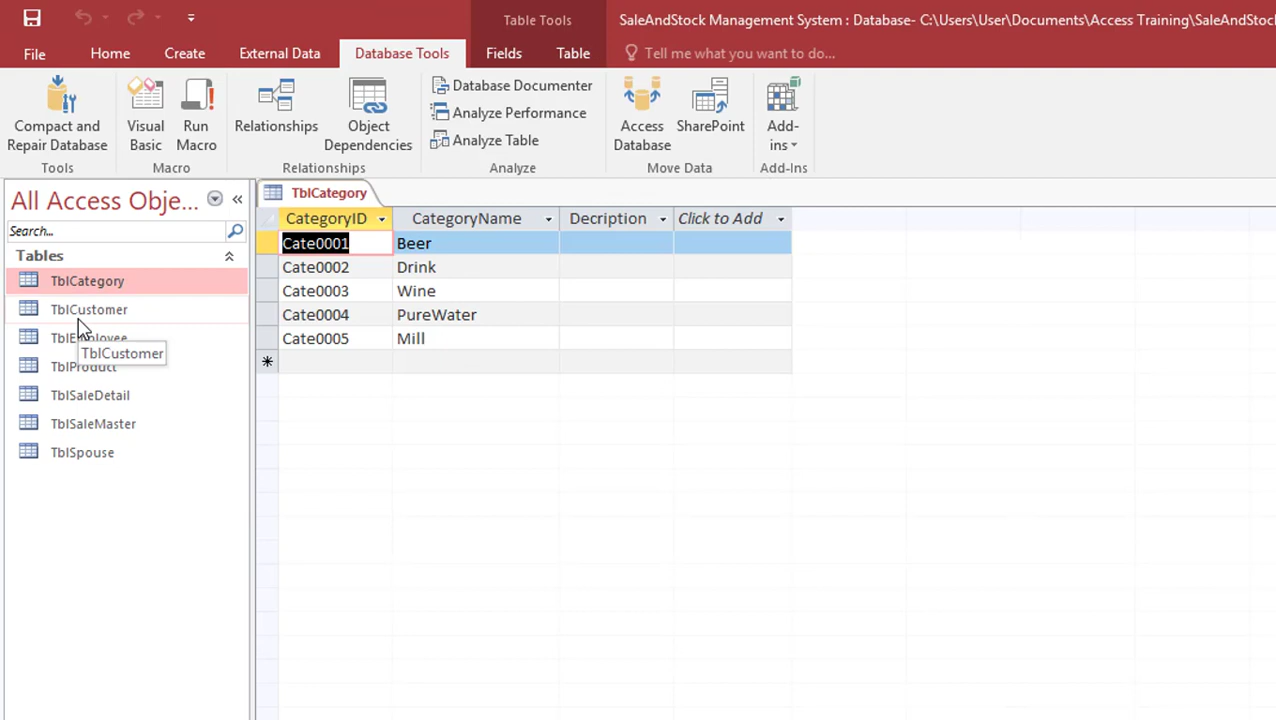 Table Tools
SaleAndStock Management System : Database- C:\Users\User\Documents\Access Training\SaleAndStoc
File Home Create External Data Database Tools Fields Table Tell me what you want to do...
Compact and Repair Database
Visual Basic
Run Macro
Relationships
Object Dependencies
Database Documenter
Analyze Performance
Analyze Table
Access Database
SharePoint
Add-ins
Tools Macro Relationships Analyze Move Data Add-Ins
All Access Obje...
Search...
Tables
TblCategory
TblCustomer
TblEmployee
TblCustomer
TblProduct
TblSaleDetail
TblSaleMaster
TblSpouse
TblCategory
CategoryID CategoryName Decription Click to Add
Cate0001 Beer
Cate0002 Drink
Cate0003 Wine
Cate0004 PureWater
Cate0005 Mill